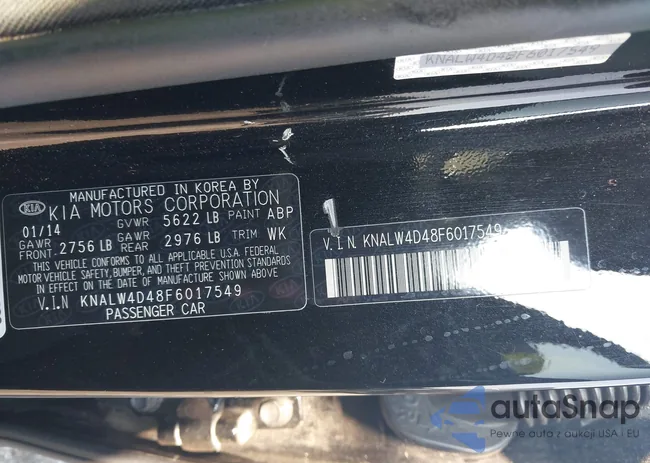 KNALW4D48F6017549
MANUFACTURED IN KOREA BY
KIA KIA MOTORS CORPORATION
01/14 GVWR 5622 LB PAINT ABP
GAWR FRONT 2756 LB GAWR REAR 2976 LB TRIM WK
THIS VEHICLE CONFORMS TO ALL APPLICABLE U.S.A. FEDERAL
MOTOR VEHICLE SAFETY, BUMPER, AND THEFT PREVENTION STANDARDS
IN EFFECT ON THE DATE OF MANUFACTURE SHOWN ABOVE
V.I.N KNALW4D48F6017549
PASSENGER CAR
V.I.N KNALW4D48F6017549
autoSnap
Pewne auta z aukcji USA i EU